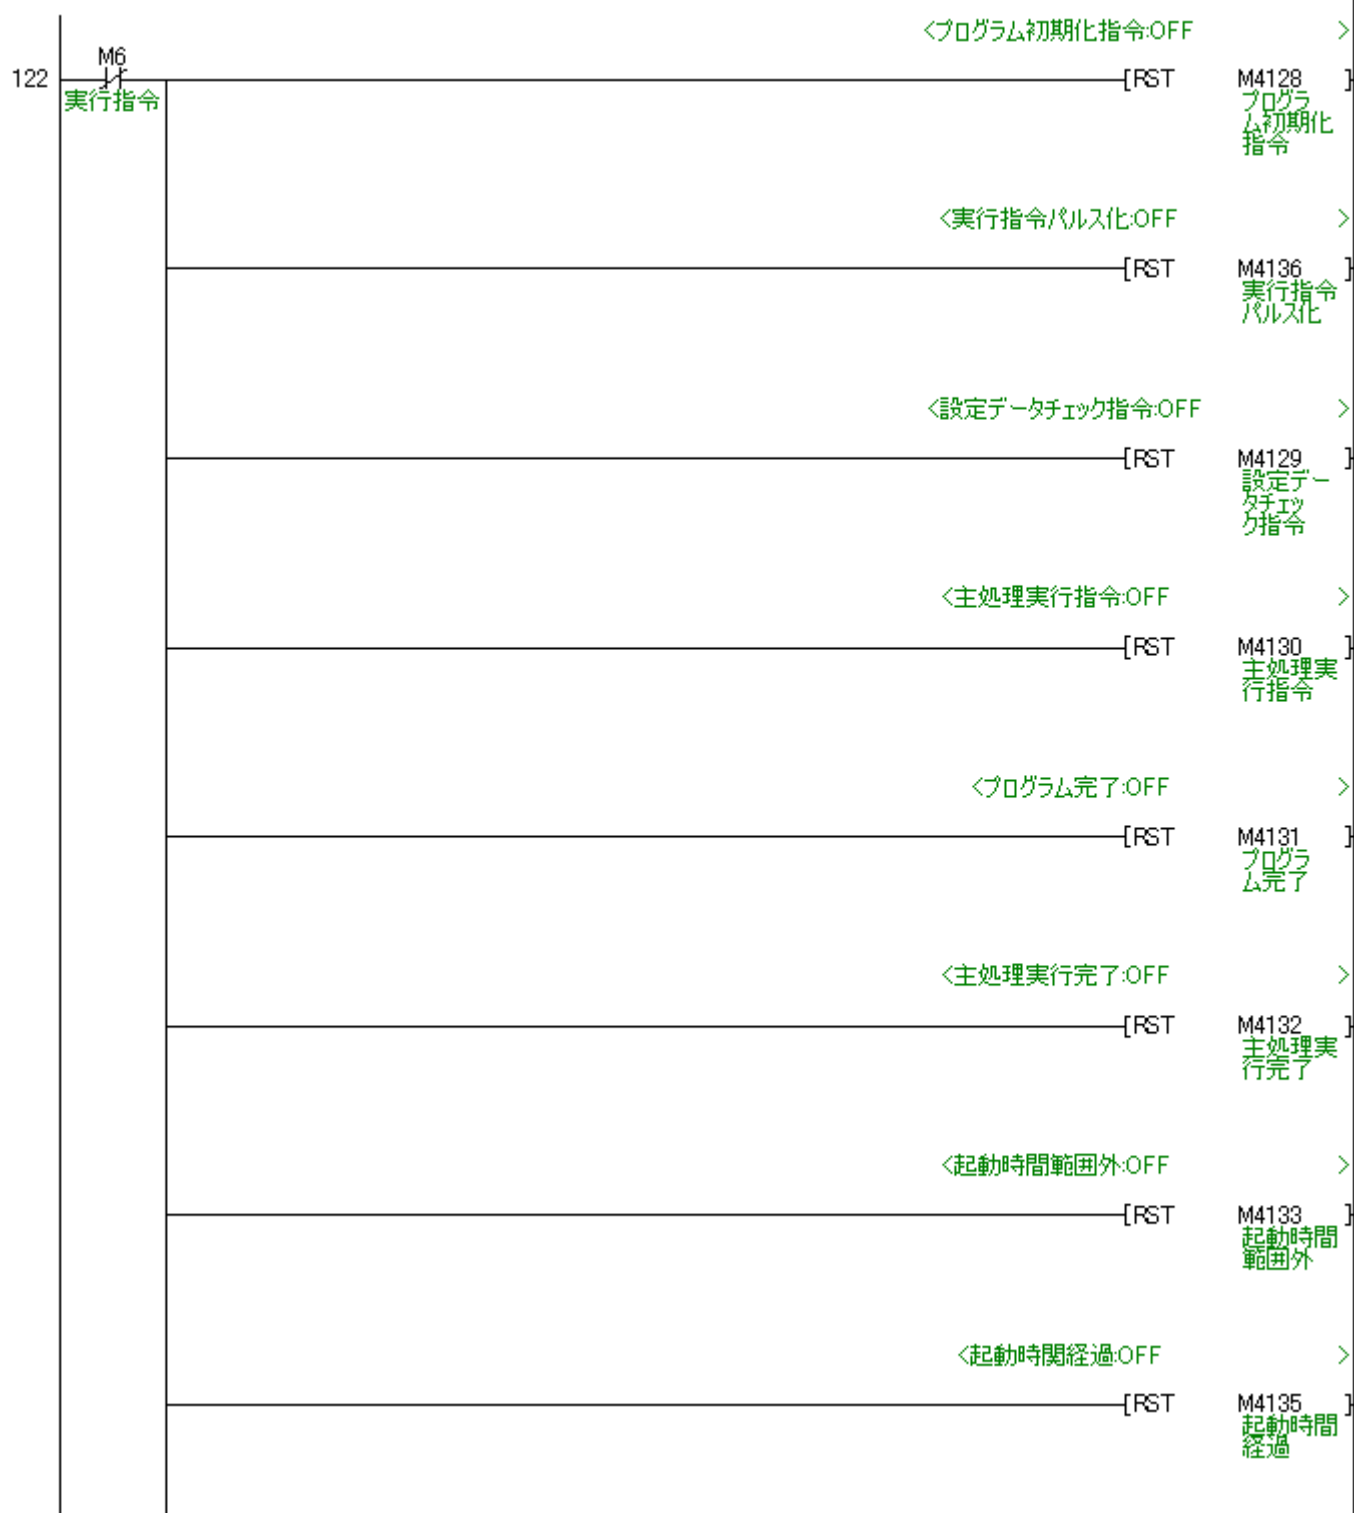 <プログラム初期化指令:OFF >
M6
122 [RST M4128 ]
実行指令
プログラ
ム初期化
指令
<実行指令パルス化:OFF >
[RST M4136 ]
実行指令
パルス化
<設定データチェック指令:OFF >
[RST M4129 ]
設定デー
タチェッ
ク指令
<主処理実行指令:OFF >
[RST M4130 ]
主処理実
行指令
<プログラム完了:OFF >
[RST M4131 ]
プログラ
ム完了
<主処理実行完了:OFF >
[RST M4132 ]
主処理実
行完了
<起動時間範囲外:OFF >
[RST M4133 ]
起動時間
範囲外
<起動時関経過:OFF >
[RST M4135 ]
起動時間
経過